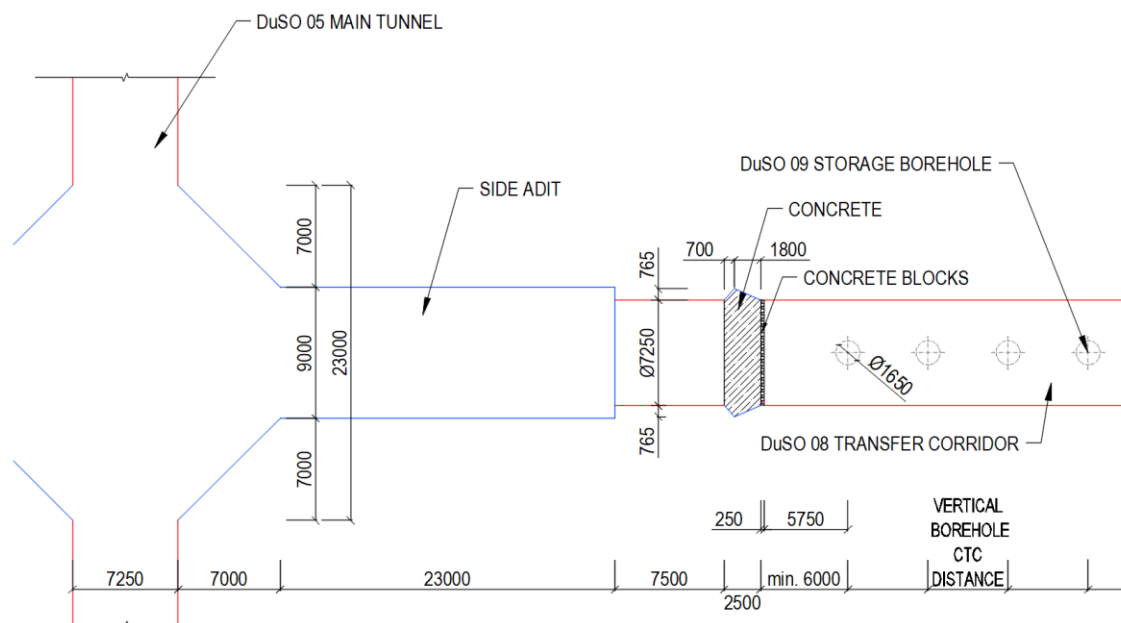 DuSO 05 MAIN TUNNEL
DuSO 09 STORAGE BOREHOLE
SIDE ADIT
CONCRETE
700
1800
7000
765
CONCRETE BLOCKS
9000
23000
Ø7250
Ø1650
765
DuSO 08 TRANSFER CORRIDOR
7000
250
5750
VERTICAL
BOREHOLE
CTC
DISTANCE
7250
7000
23000
7500
min. 6000
2500